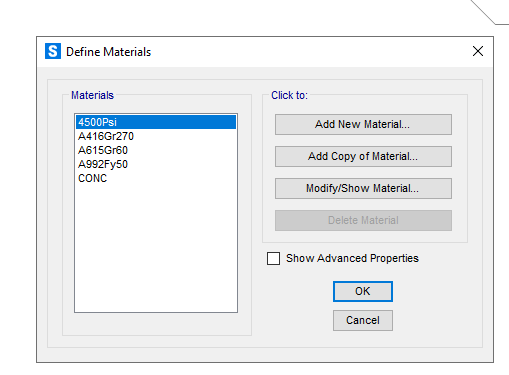 S Define Materials
Materials
4500Psi
A416Gr270
A615Gr60
A992Fy50
CONC
Click to:
Add New Material...
Add Copy of Material...
Modify/Show Material...
Delete Material
Show Advanced Properties
OK
Cancel